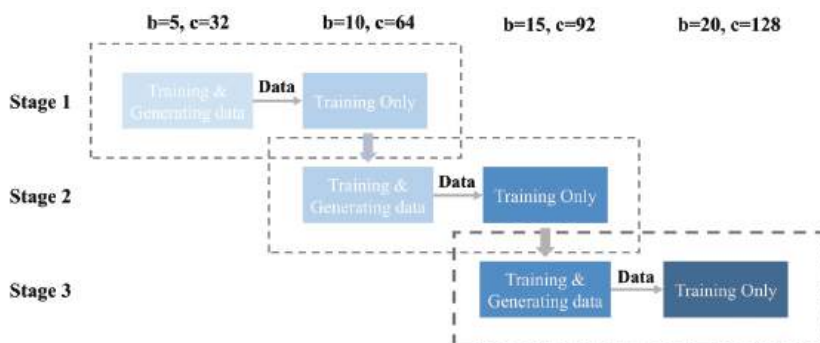 b=5, c=32 b=10, c=64 b=15, c=92 b=20, c=128
Stage 1
Training &
Generating data
Data
Training Only
Stage 2
Training &
Generating data
Data
Training Only
Stage 3
Training &
Generating data
Data
Training Only